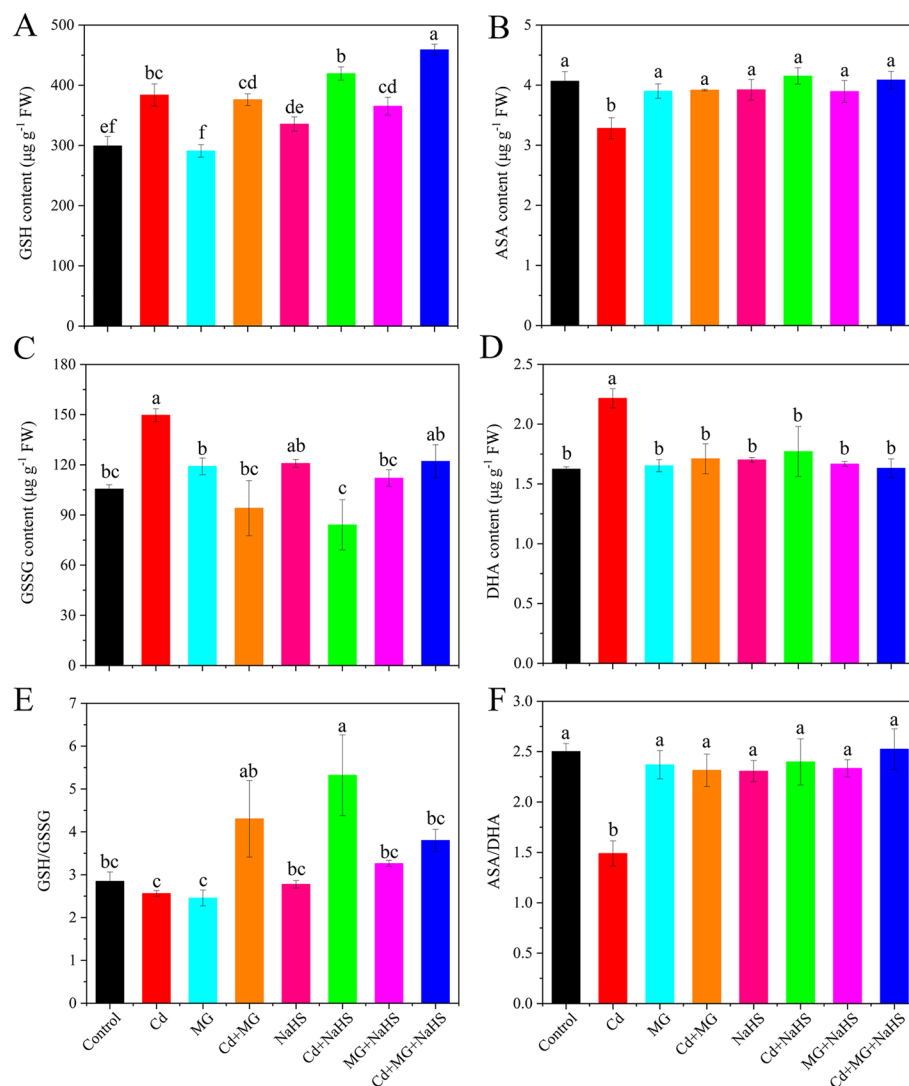 A
GSH content (µg g⁻¹ FW)
500
400
300
200
100
0
ef
bc
f
cd
de
b
cd
a
B
ASA content (µg g⁻¹ FW)
5
4
3
2
1
0
a
b
a
a
a
a
a
a
C
GSSG content (µg g⁻¹ FW)
180
150
120
90
60
30
0
bc
a
b
bc
ab
c
bc
ab
D
DHA content (µg g⁻¹ FW)
2.5
2.0
1.5
1.0
0.5
0.0
b
a
b
b
b
b
b
b
E
GSH/GSSG
7
6
5
4
3
2
1
0
bc
c
c
ab
bc
a
bc
bc
Control
Cd
MG
Cd+MG
NaHS
Cd+NaHS
MG+NaHS
Cd+MG+NaHS
F
ASA/DHA
3.0
2.5
2.0
1.5
1.0
0.5
0.0
a
b
a
a
a
a
a
a
Control
Cd
MG
Cd+MG
NaHS
Cd+NaHS
MG+NaHS
Cd+MG+NaHS